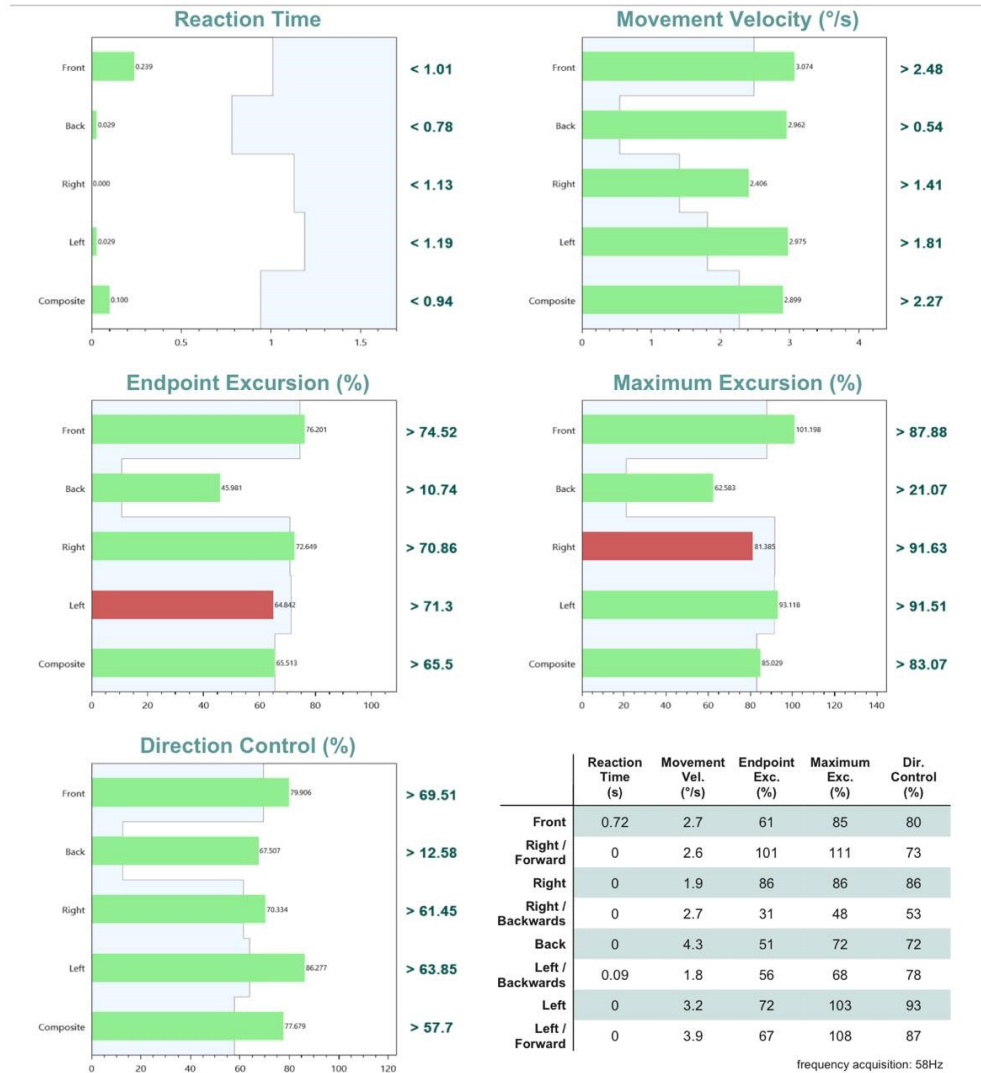 Reaction Time
Front 0.239 < 1.01
Back 0.029 < 0.78
Right 0.000 < 1.13
Left 0.029 < 1.19
Composite 0.100 < 0.94
0 0.5 1 1.5
Movement Velocity (°/s)
Front 3.074 > 2.48
Back 2.962 > 0.54
Right 2.406 > 1.41
Left 2.975 > 1.81
Composite 2.899 > 2.27
0 1 2 3 4
Endpoint Excursion (%)
Front 76.201 > 74.52
Back 45.981 > 10.74
Right 72.649 > 70.86
Left 64.842 > 71.3
Composite 65.513 > 65.5
0 20 40 60 80 100
Maximum Excursion (%)
Front 101.198 > 87.88
Back 62.583 > 21.07
Right 81.385 > 91.63
Left 93.118 > 91.51
Composite 85.029 > 83.07
0 20 40 60 80 100 120 140
Direction Control (%)
Front 79.906 > 69.51
Back 67.507 > 12.58
Right 70.334 > 61.45
Left 86.277 > 63.85
Composite 77.679 > 57.7
0 20 40 60 80 100 120
Reaction Movement Endpoint Maximum Dir.
Time Vel. Exc. Exc. Control
(s) (°/s) (%) (%) (%)
Front 0.72 2.7 61 85 80
Right /
Forward 0 2.6 101 111 73
Right 0 1.9 86 86 86
Right /
Backwards 0 2.7 31 48 53
Back 0 4.3 51 72 72
Left /
Backwards 0.09 1.8 56 68 78
Left 0 3.2 72 103 93
Left /
Forward 0 3.9 67 108 87
frequency acquisition: 58Hz